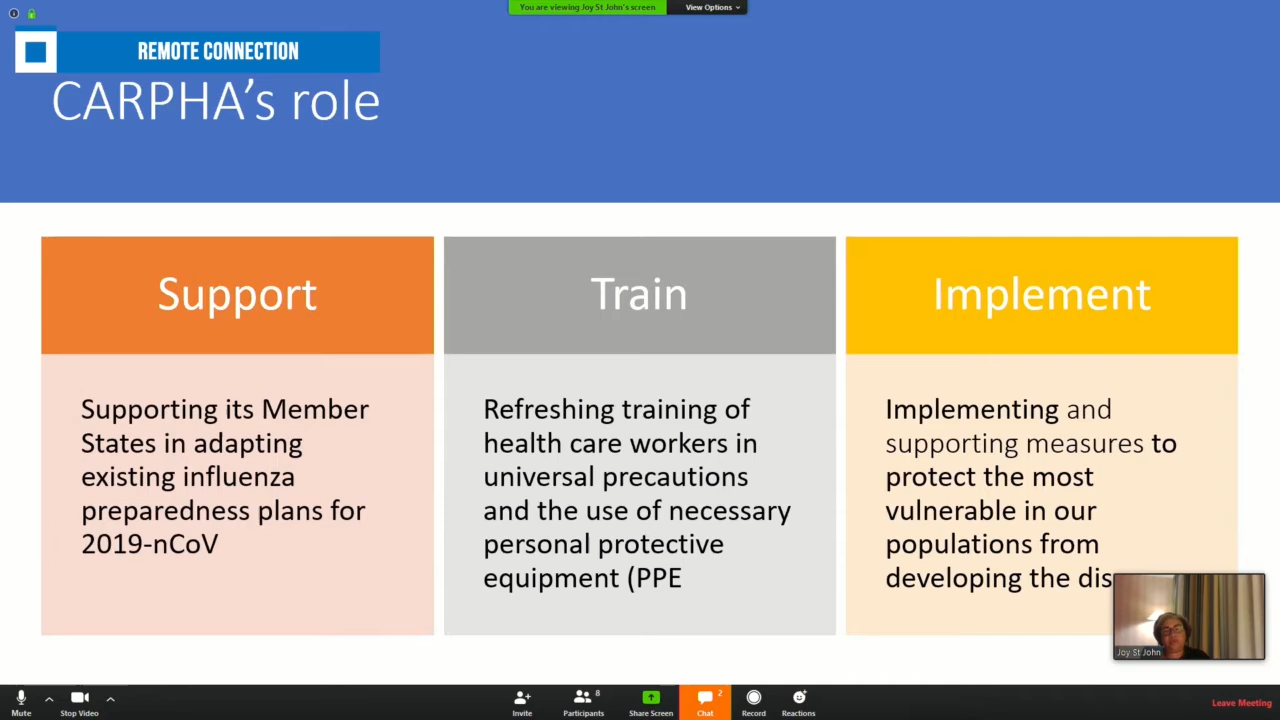 You are viewing Joy St John's screen
View Options
REMOTE CONNECTION
CARPHA's role
Support
Supporting its Member
States in adapting
existing influenza
preparedness plans for
2019-nCoV
Train
Refreshing training of
health care workers in
universal precautions
and the use of necessary
personal protective
equipment (PPE
Implement
Implementing and
supporting measures to
protect the most
vulnerable in our
populations from
developing the dis
Joy St John
Mute
Stop Video
Invite
8
Participants
Share Screen
2
Chat
Record
Reactions
Leave Meeting